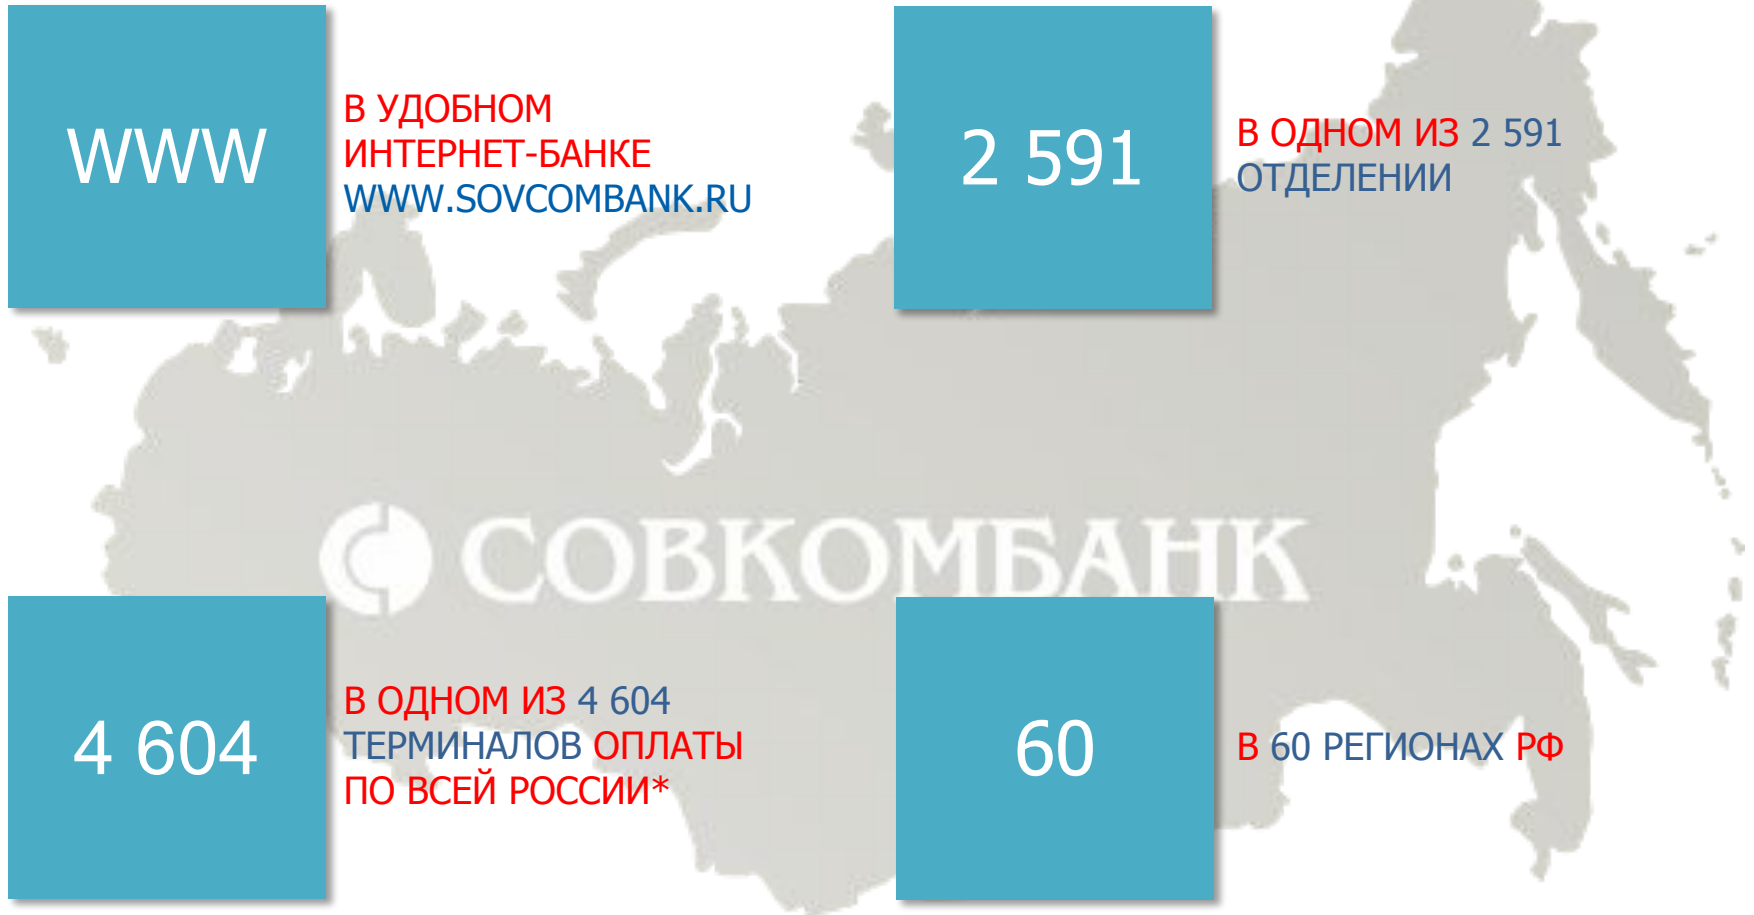 WWW
В УДОБНОМ
ИНТЕРНЕТ-БАНКЕ
WWW.SOVCOMBANK.RU
2 591
В ОДНОМ ИЗ 2 591
ОТДЕЛЕНИИ
СОВКОМБАНК
4 604
В ОДНОМ ИЗ 4 604
ТЕРМИНАЛОВ ОПЛАТЫ
ПО ВСЕЙ РОССИИ*
60
В 60 РЕГИОНАХ РФ